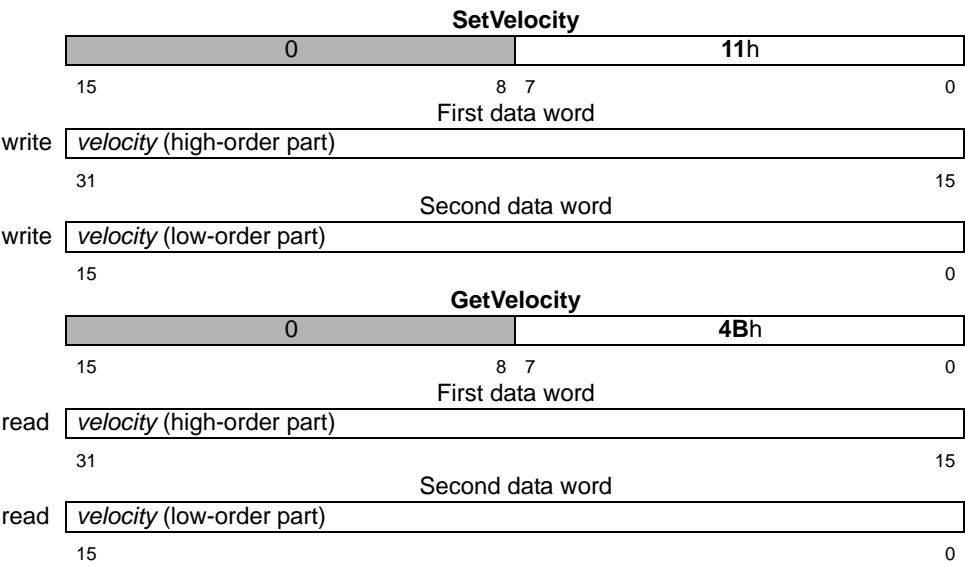 SetVelocity
0 11h
15 8 7 0
First data word
write velocity (high-order part)
31 15
Second data word
write velocity (low-order part)
15 0
GetVelocity
0 4Bh
15 8 7 0
First data word
read velocity (high-order part)
31 15
Second data word
read velocity (low-order part)
15 0